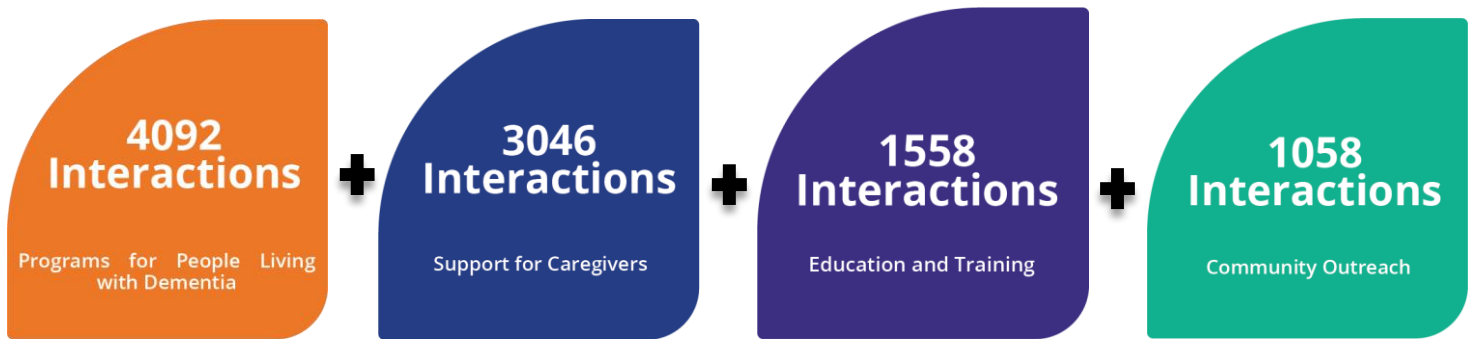 4092
Interactions
Programs for People Living
with Dementia
3046
Interactions
Support for Caregivers
1558
Interactions
Education and Training
1058
Interactions
Community Outreach